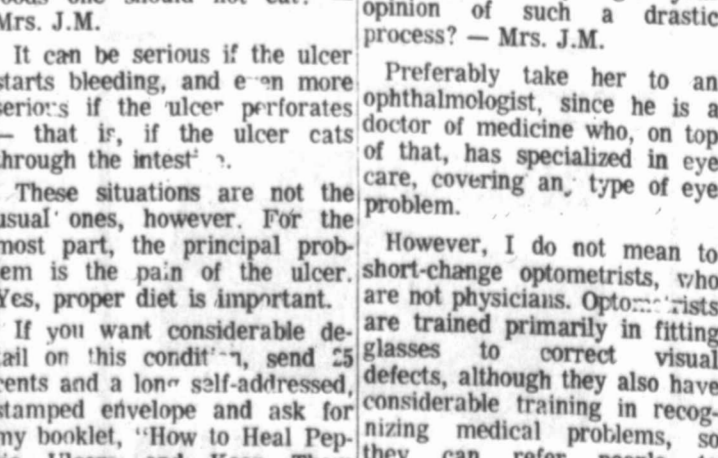 Mrs. J.M.
It can be serious if the ulcer
starts bleeding, and even more
serious if the ulcer perforates
— that is, if the ulcer eats
through the
These situations are not the
usual ones, however. For the
most part, the principal prob-
lem is the pain of the ulcer.
Yes, proper diet is important.
If you want considerable de-
tail on this condition, send 25
cents and a long self-addressed,
stamped envelope and ask for
my booklet, "How to Heal Pep-
opinion of such a drastic
process? — Mrs. J.M.
Preferably take her to an
ophthalmologist, since he is a
doctor of medicine who, on top
of that, has specialized in eye
care, covering any type of eye
problem.
However, I do not mean to
short-change optometrists, who
are not physicians. Optometrists
are trained primarily in fitting
glasses to correct visual
defects, although they also have
considerable training in recog-
nizing medical problems, so
they can refer people to